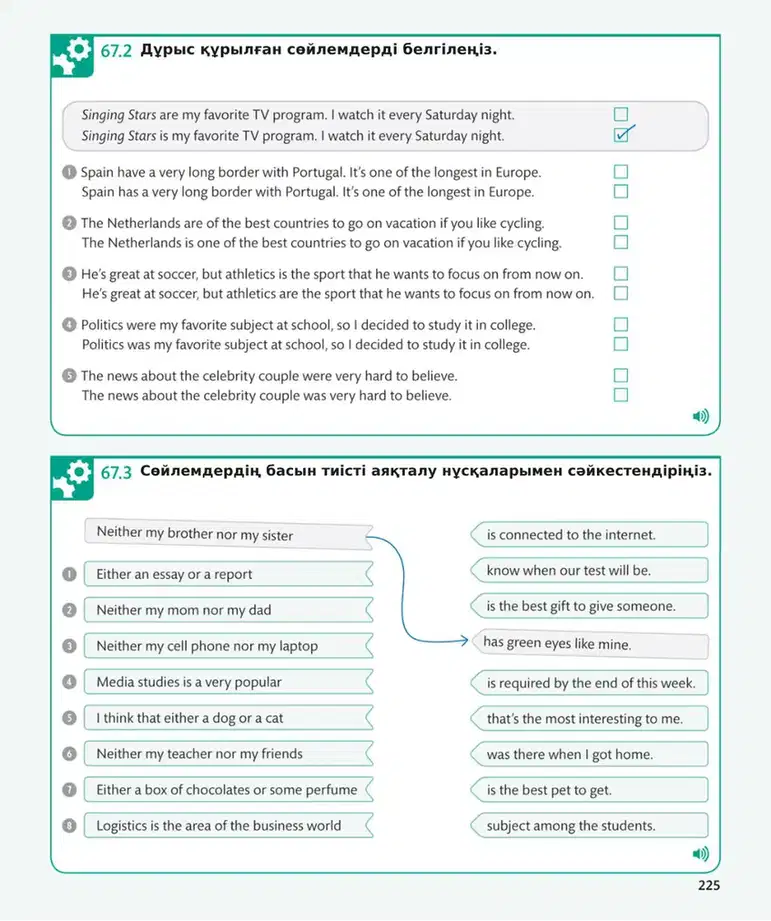 67.2 Дұрыс құрылған сөйлемдерді белгілеңіз.
Singing Stars are my favorite TV program. I watch it every Saturday night.
Singing Stars is my favorite TV program. I watch it every Saturday night.
1 Spain have a very long border with Portugal. It's one of the longest in Europe.
Spain has a very long border with Portugal. It's one of the longest in Europe.
2 The Netherlands are of the best countries to go on vacation if you like cycling.
The Netherlands is one of the best countries to go on vacation if you like cycling.
3 He's great at soccer, but athletics is the sport that he wants to focus on from now on.
He's great at soccer, but athletics are the sport that he wants to focus on from now on.
4 Politics were my favorite subject at school, so I decided to study it in college.
Politics was my favorite subject at school, so I decided to study it in college.
5 The news about the celebrity couple were very hard to believe.
The news about the celebrity couple was very hard to believe.
67.3 Сөйлемдердің басын тиісті аяқталу нұсқаларымен сәйкестендіріңіз.
Neither my brother nor my sister
1 Either an essay or a report
2 Neither my mom nor my dad
3 Neither my cell phone nor my laptop
4 Media studies is a very popular
5 I think that either a dog or a cat
6 Neither my teacher nor my friends
7 Either a box of chocolates or some perfume
8 Logistics is the area of the business world
is connected to the internet.
know when our test will be.
is the best gift to give someone.
has green eyes like mine.
is required by the end of this week.
that's the most interesting to me.
was there when I got home.
is the best pet to get.
subject among the students.
225